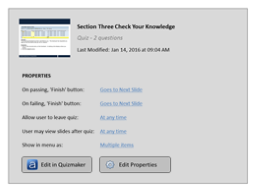 Section Three Check Your Knowledge
Quiz - 2 questions
Last Modified: Jan 14, 2016 at 09:04 AM
PROPERTIES
On passing, 'Finish' button: Goes to Next Slide
On failing, 'Finish' button: Goes to Next Slide
Allow user to leave quiz: At any time
User may view slides after quiz: At any time
Show in menu as: Multiple items
Edit in Quizmaker
Edit Properties